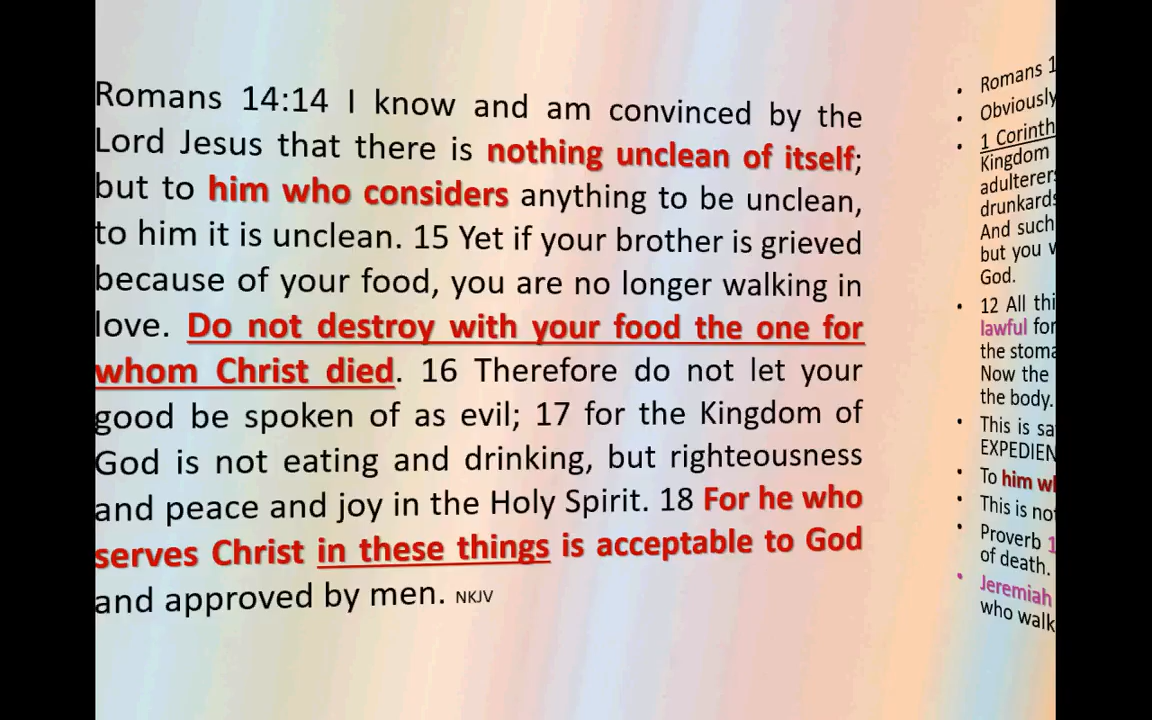 Romans 14:14 I know and am convinced by the
Lord Jesus that there is nothing unclean of itself;
but to him who considers anything to be unclean,
to him it is unclean. 15 Yet if your brother is grieved
because of your food, you are no longer walking in
love. Do not destroy with your food the one for
whom Christ died. 16 Therefore do not let your
good be spoken of as evil; 17 for the Kingdom of
God is not eating and drinking, but righteousness
and peace and joy in the Holy Spirit. 18 For he who
serves Christ in these things is acceptable to God
and approved by men. NKJV
• Romans 1
• Obviously
• 1 Corinth
Kingdom
adulterers
drunkards
And such
but you
God.
• 12 All thi
lawful for
the stoma
Now the
the body.
• This is sa
EXPEDIEN
• To him
• This is not
• Proverb 1
of death.
• Jeremiah
who walk